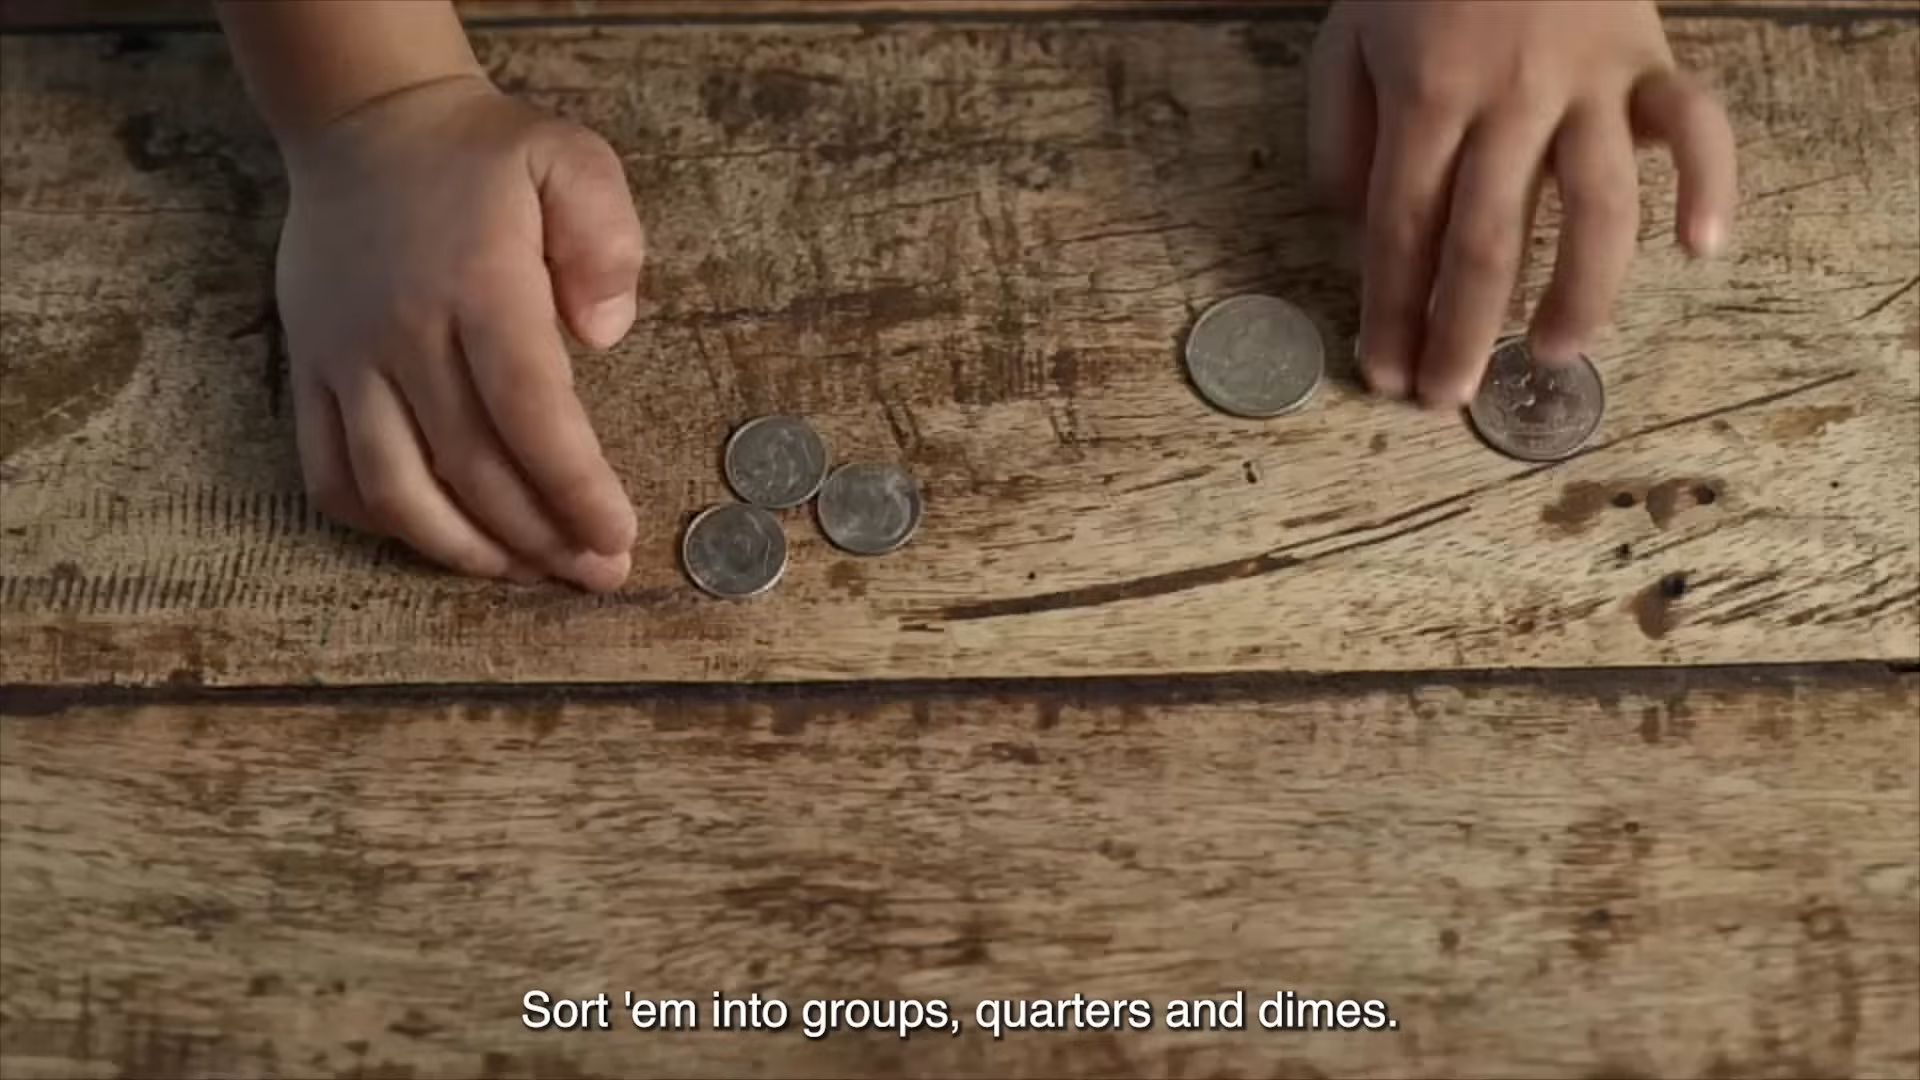 Sort 'em into groups, quarters and dimes.